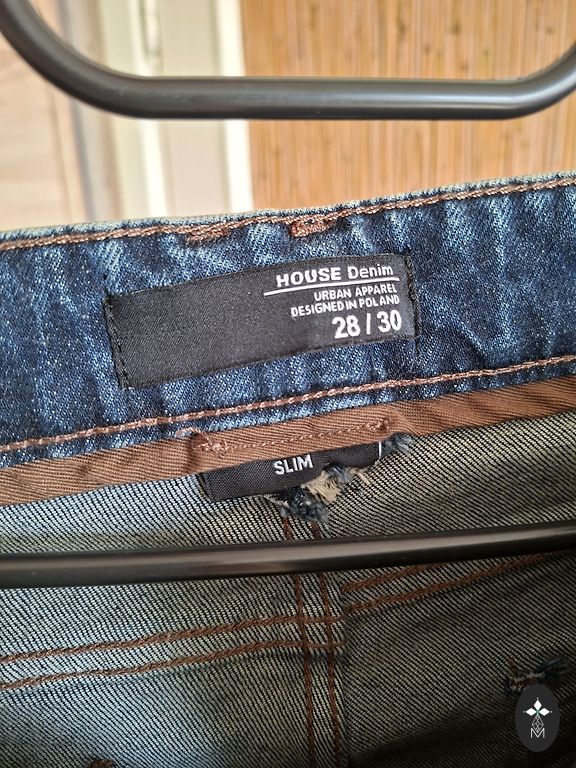 HOUSE Denim
URBAN APPAREL
DESIGNED IN POLAND
28 / 30
SLIM
M